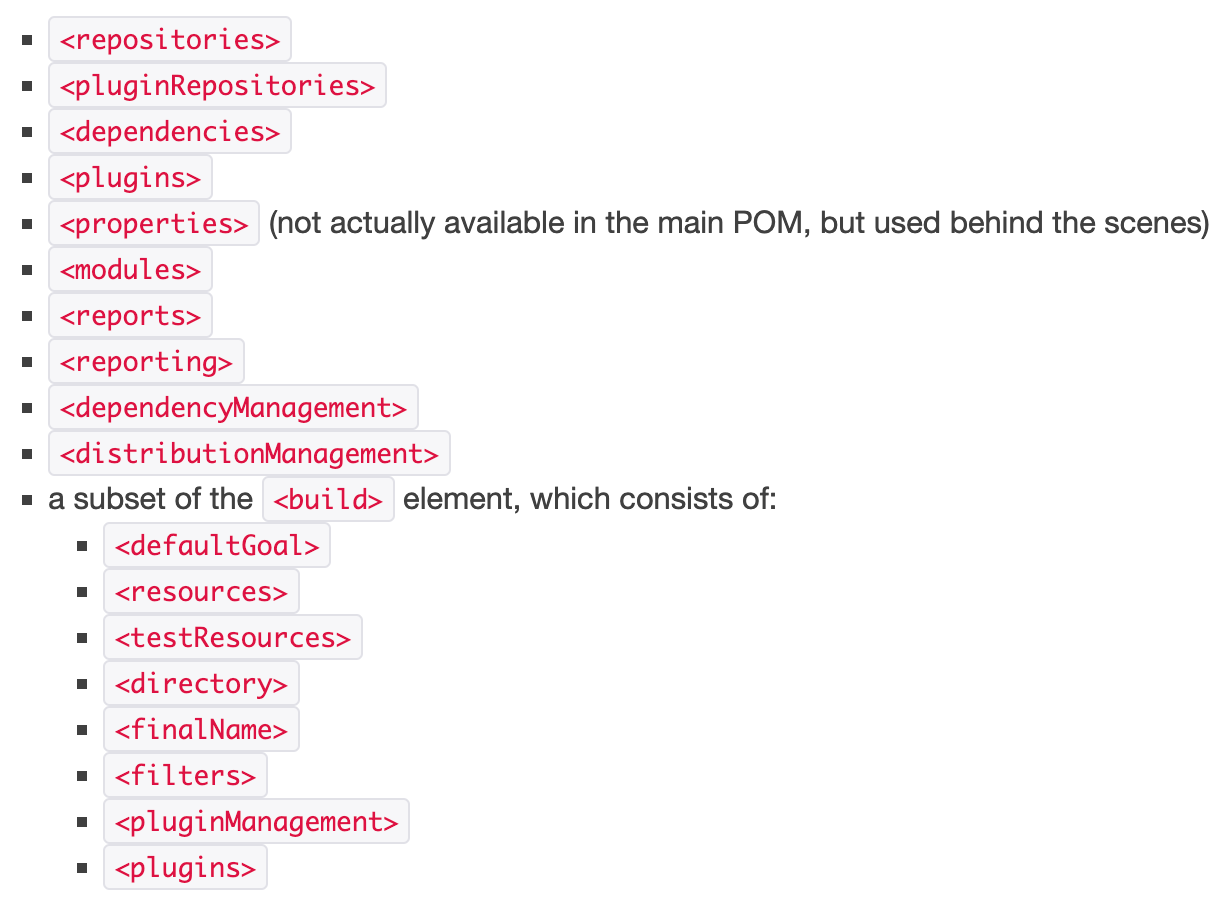 <repositories>
<pluginRepositories>
<dependencies>
<plugins>
<properties> (not actually available in the main POM, but used behind the scenes)
<modules>
<reports>
<reporting>
<dependencyManagement>
<distributionManagement>
a subset of the <build> element, which consists of:
<defaultGoal>
<resources>
<testResources>
<directory>
<finalName>
<filters>
<pluginManagement>
<plugins>